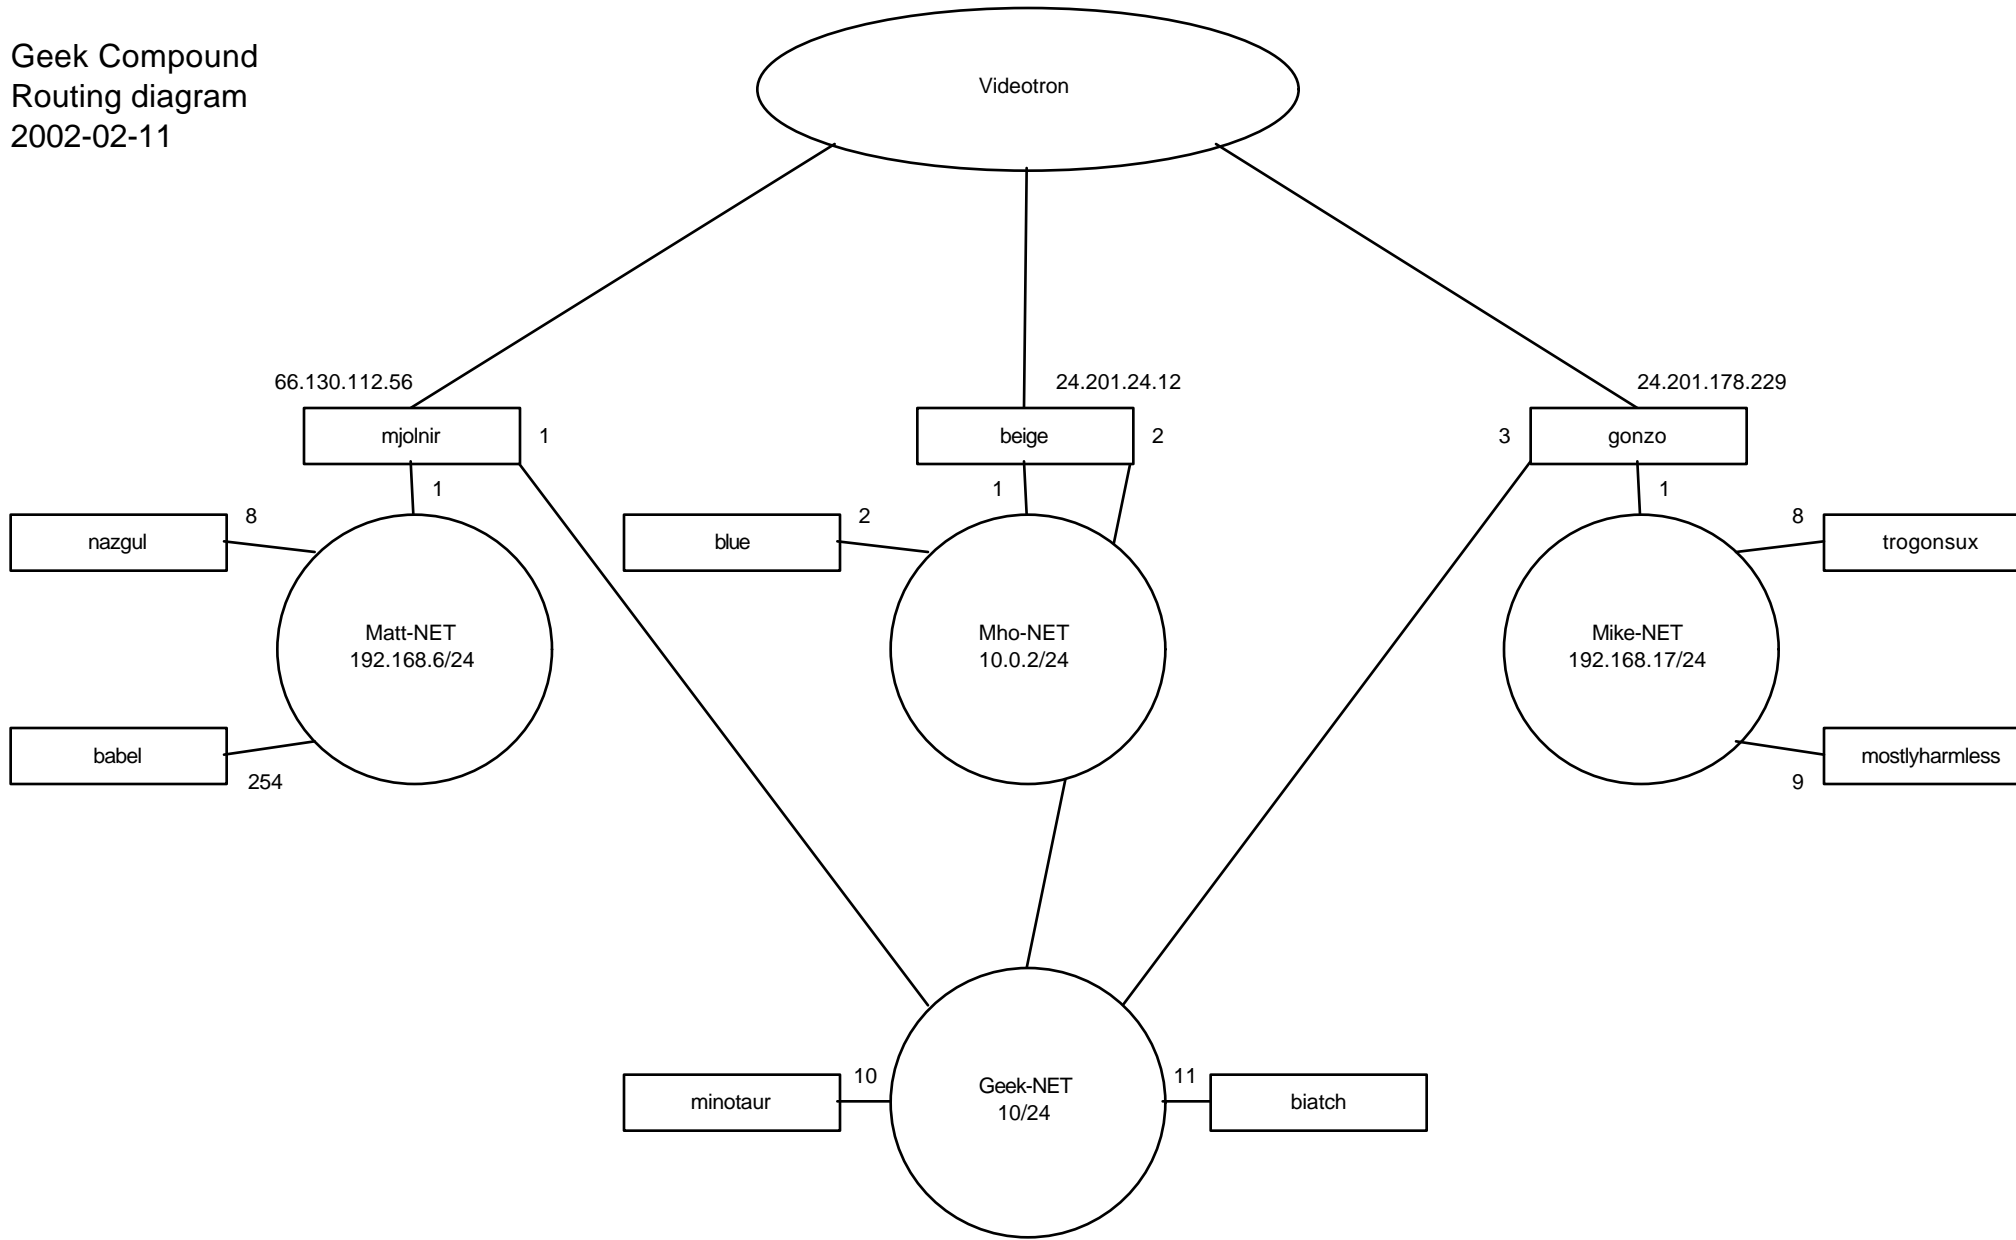 Geek Compound
Routing diagram
2002-02-11
Videotron
66.130.112.56
24.201.24.12
24.201.178.229
mjolnir
1
beige
2
3
gonzo
1
1
1
nazgul
8
blue
2
8
trogonsux
Matt-NET
192.168.6/24
Mho-NET
10.0.2/24
Mike-NET
192.168.17/24
babel
254
mostlyharmless
9
minotaur
10
Geek-NET
10/24
11
biatch